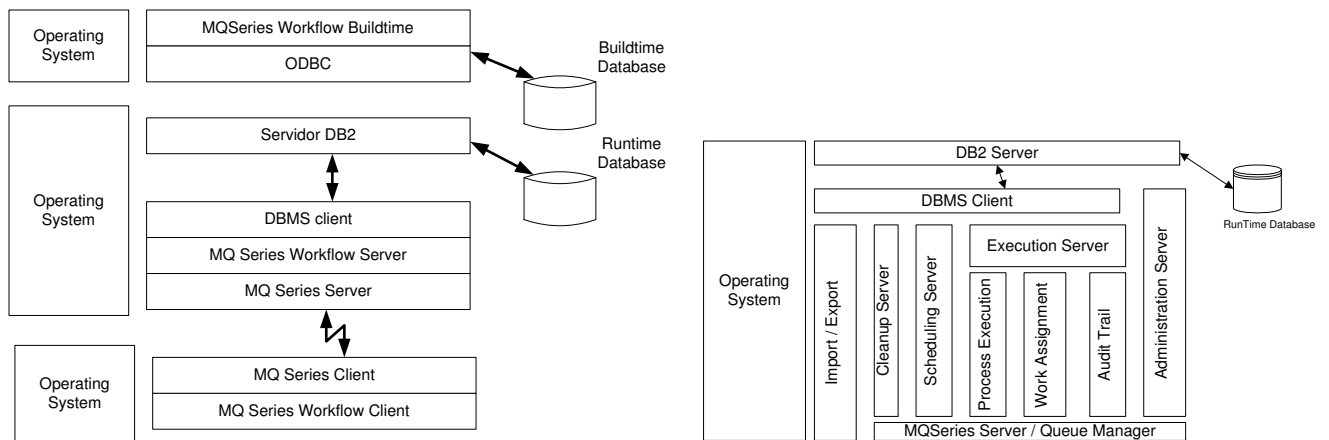 Operating
System
MQSeries Workflow Buildtime
ODBC
Buildtime
Database
Operating
System
Servidor DB2
Runtime
Database
DBMS client
MQ Series Workflow Server
MQ Series Server
Operating
System
MQ Series Client
MQ Series Workflow Client
Operating
System
DB2 Server
RunTime Database
DBMS Client
Import / Export
Cleanup Server
Scheduling Server
Execution Server
Process Execution
Work Assignment
Audit Trail
Administration Server
MQSeries Server / Queue Manager